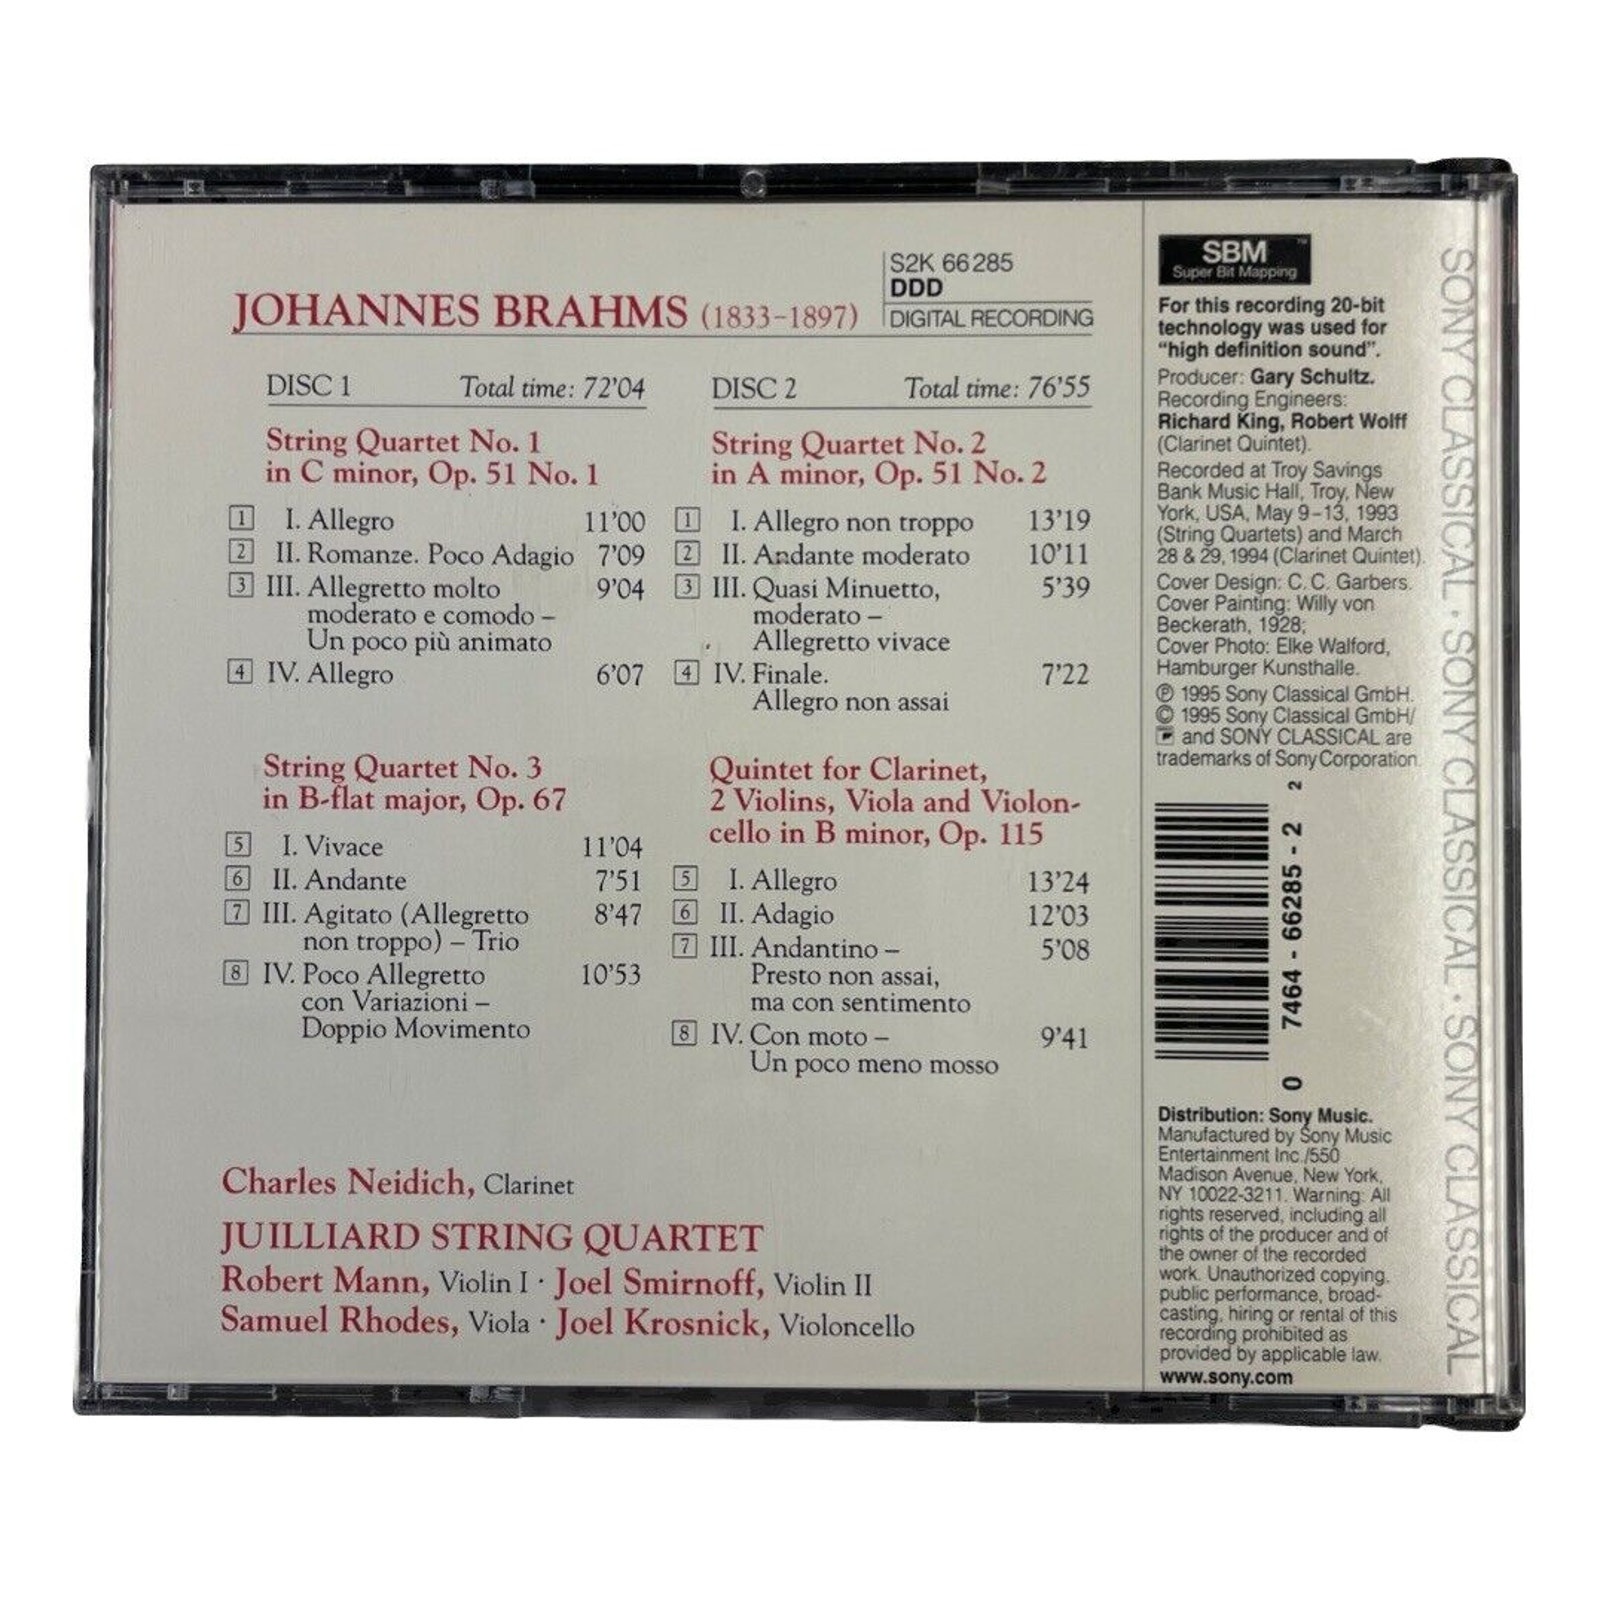 JOHANNES BRAHMS (1833–1897)
S2K 66285
DDD
DIGITAL RECORDING
DISC 1 Total time: 72'04
String Quartet No. 1
in C minor, Op. 51 No. 1
1 I. Allegro 11'00
2 II. Romanze. Poco Adagio 7'09
3 III. Allegretto molto 9'04
moderato e comodo –
Un poco più animato
4 IV. Allegro 6'07
String Quartet No. 3
in B-flat major, Op. 67
5 I. Vivace 11'04
6 II. Andante 7'51
7 III. Agitato (Allegretto 8'47
non troppo) – Trio
8 IV. Poco Allegretto 10'53
con Variazioni –
Doppio Movimento
DISC 2 Total time: 76'55
String Quartet No. 2
in A minor, Op. 51 No. 2
1 I. Allegro non troppo 13'19
2 II. Andante moderato 10'11
3 III. Quasi Minuetto, 5'39
moderato –
Allegretto vivace
4 IV. Finale. 7'22
Allegro non assai
Quintet for Clarinet,
2 Violins, Viola and Violon-
cello in B minor, Op. 115
5 I. Allegro 13'24
6 II. Adagio 12'03
7 III. Andantino – 5'08
Presto non assai,
ma con sentimento
8 IV. Con moto – 9'41
Un poco meno mosso
Charles Neidich, Clarinet
JUILLIARD STRING QUARTET
Robert Mann, Violin I · Joel Smirnoff, Violin II
Samuel Rhodes, Viola · Joel Krosnick, Violoncello
SBM™
Super Bit Mapping
For this recording 20-bit
technology was used for
“high definition sound”.
Producer: Gary Schultz.
Recording Engineers:
Richard King, Robert Wolff
(Clarinet Quintet).
Recorded at Troy Savings
Bank Music Hall, Troy, New
York, USA, May 9–13, 1993
(String Quartets) and March
28 & 29, 1994 (Clarinet Quintet).
Cover Design: C. C. Garbers.
Cover Painting: Willy von
Beckerath, 1928;
Cover Photo: Elke Walford,
Hamburger Kunsthalle.
℗ 1995 Sony Classical GmbH.
© 1995 Sony Classical GmbH/
and SONY CLASSICAL are
trademarks of Sony Corporation.
0 7464 - 66285 - 2 2
Distribution: Sony Music.
Manufactured by Sony Music
Entertainment Inc./550
Madison Avenue, New York,
NY 10022-3211. Warning: All
rights reserved, including all
rights of the producer and of
the owner of the recorded
work. Unauthorized copying,
public performance, broad-
casting, hiring or rental of this
recording prohibited as
provided by applicable law.
www.sony.com
SONY CLASSICAL · SONY CLASSICAL · SONY CLASSICAL